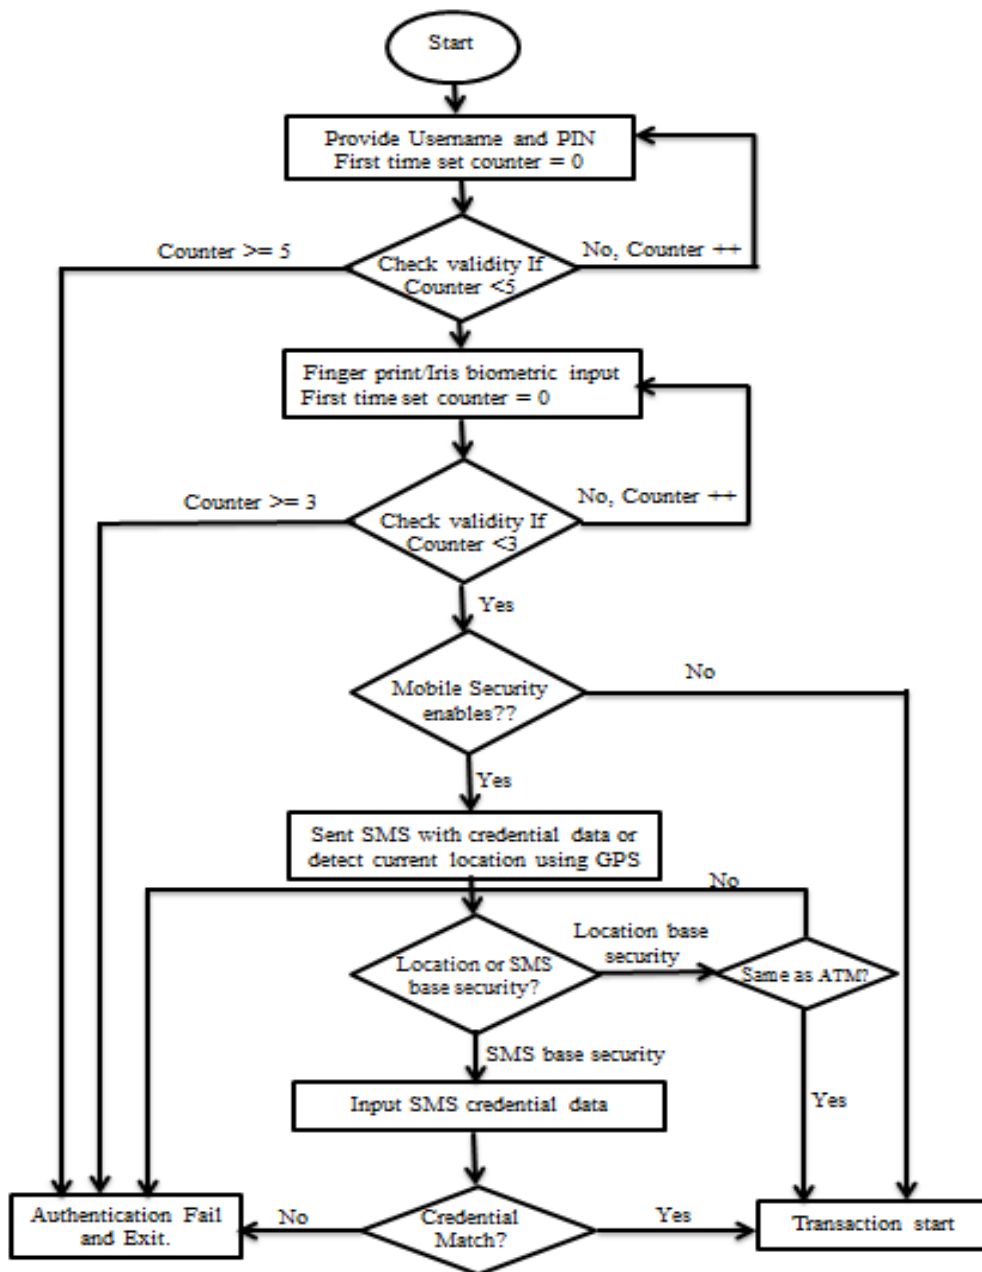 Start
Provide Username and PIN
First time set counter = 0
Counter >= 5
No, Counter ++
Check validity If
Counter <5
Finger print/Iris biometric input
First time set counter = 0
Counter >= 3
No, Counter ++
Check validity If
Counter <3
Yes
No
Mobile Security
enables??
Yes
Sent SMS with credential data or
detect current location using GPS
No
Location base
security
Location or SMS
base security?
Same as ATM?
SMS base security
Input SMS credential data
Yes
Authentication Fail
and Exit.
No
Credential
Match?
Yes
Transaction start